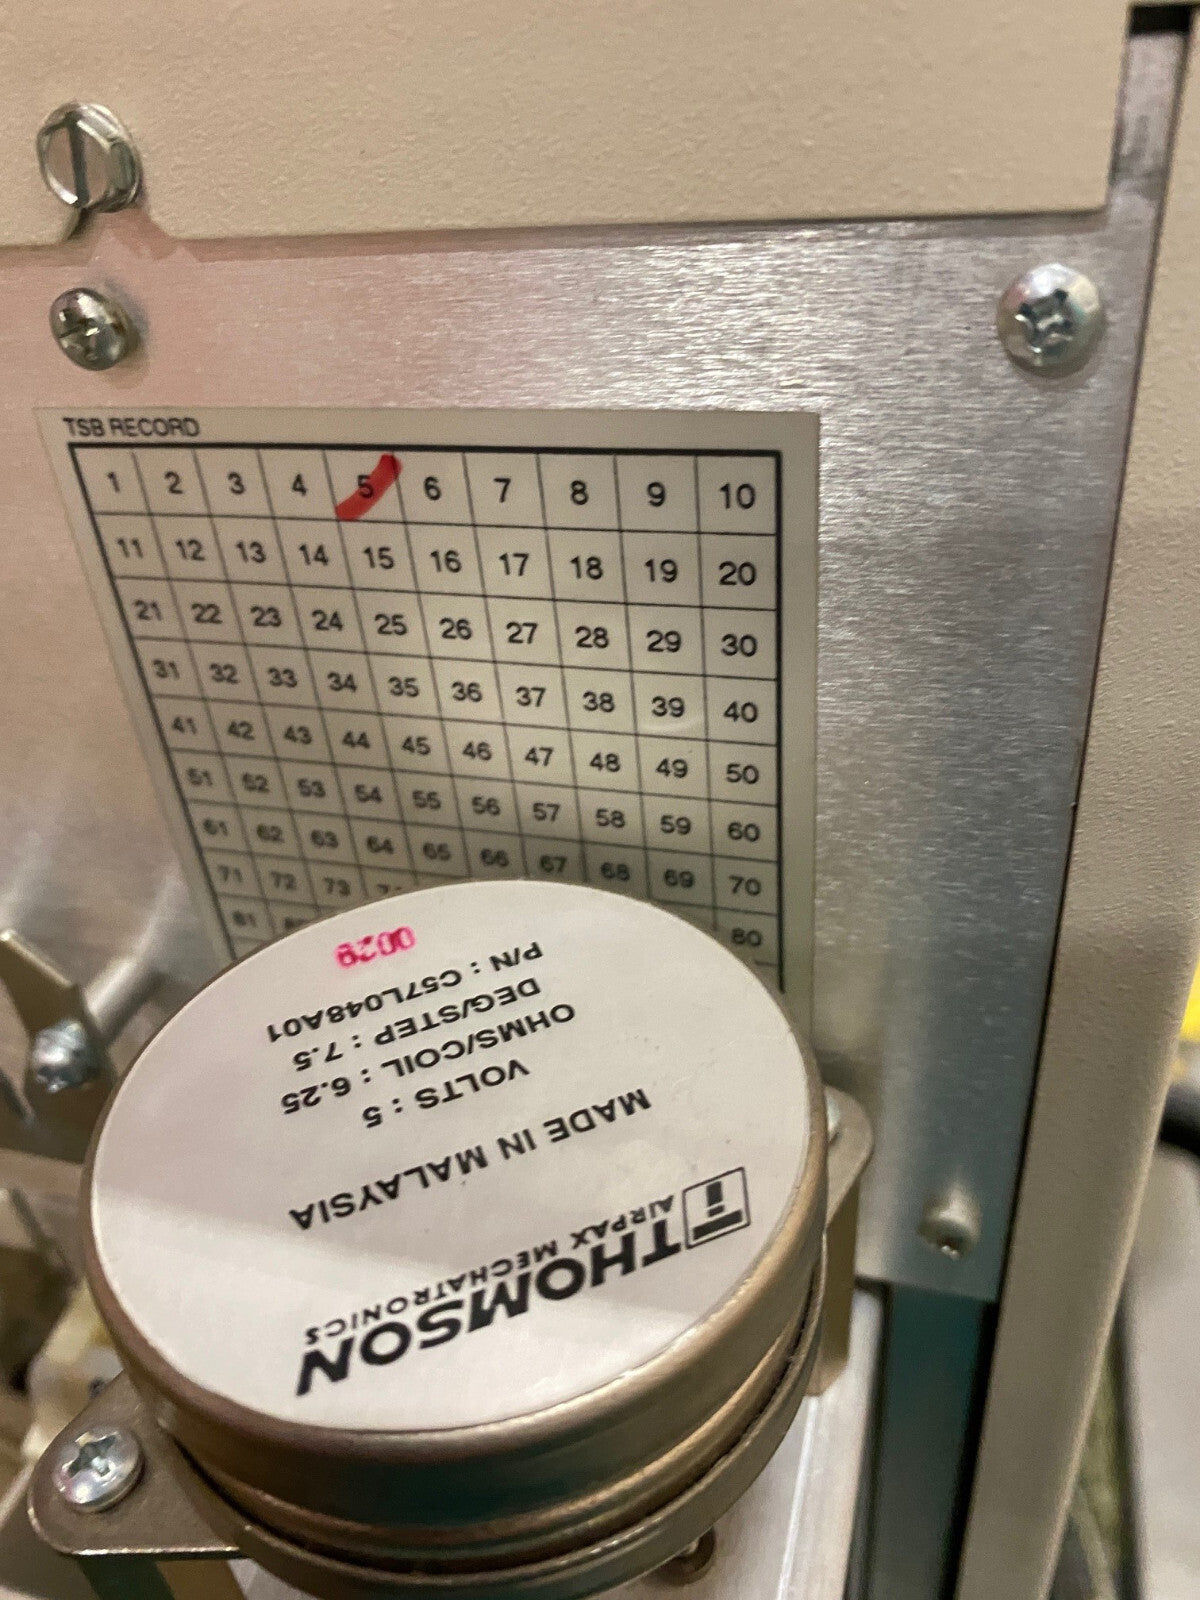 TSB RECORD
1 2 3 4 5 6 7 8 9 10
11 12 13 14 15 16 17 18 19 20
21 22 23 24 25 26 27 28 29 30
31 32 33 34 35 36 37 38 39 40
41 42 43 44 45 46 47 48 49 50
51 52 53 54 55 56 57 58 59 60
61 62 63 64 65 66 67 68 69 70
71 72 73 80
81
THOMSON
AIRPAX MECHATRONICS
MADE IN MALAYSIA
VOLTS : 5
OHMS/COIL : 6.25
DEG/STEP : 7.5
P/N : C57L048A01
0029